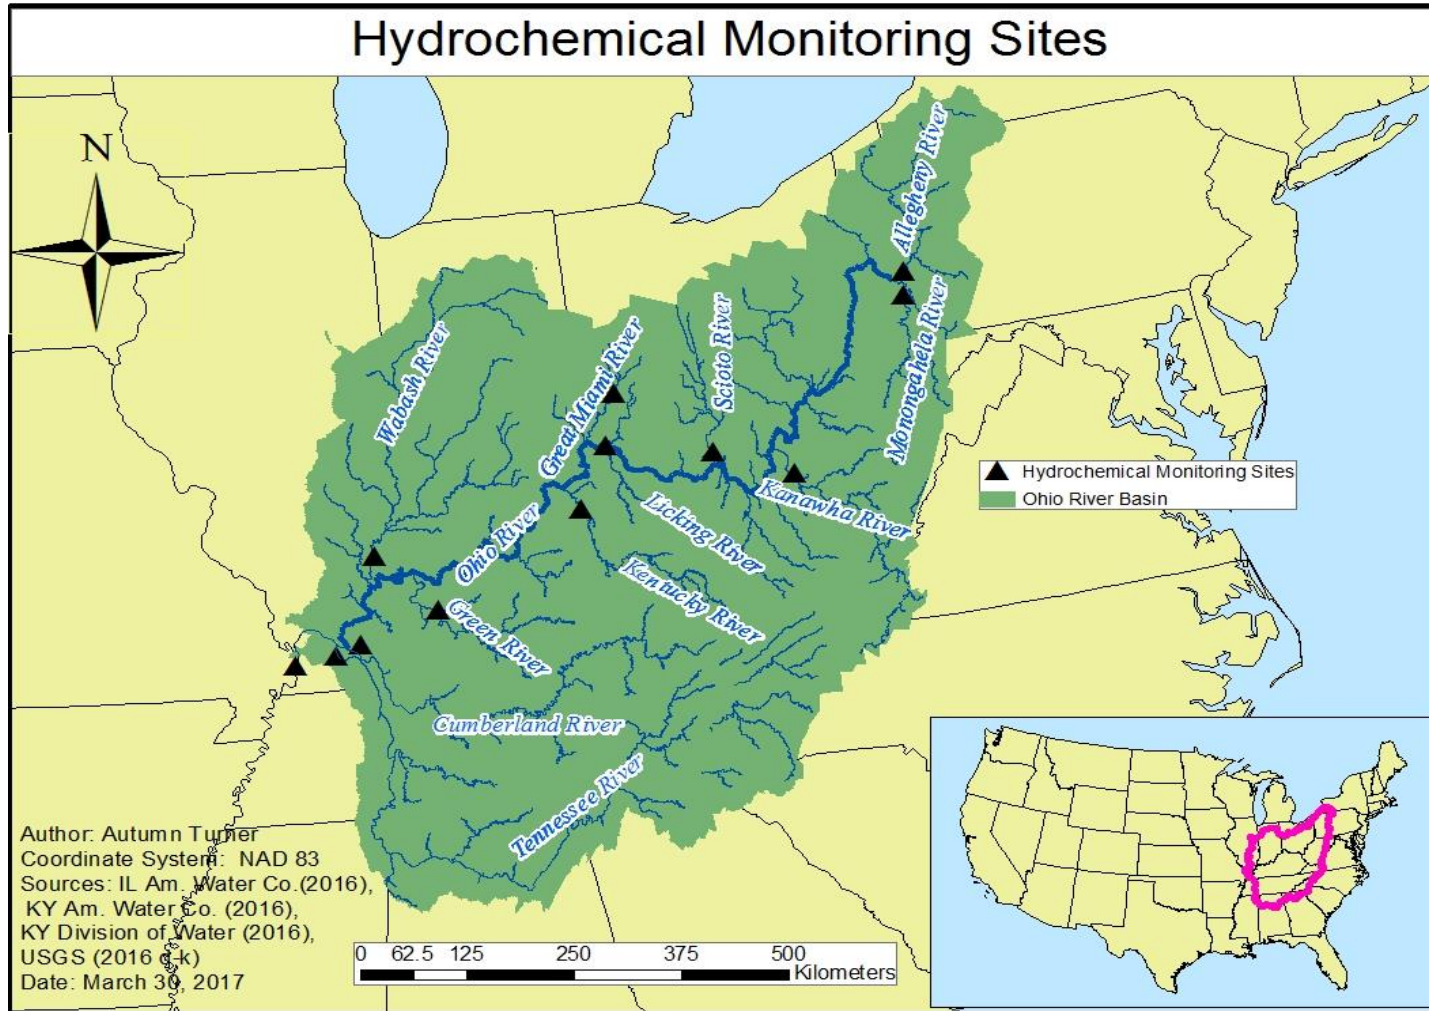 Hydrochemical Monitoring Sites
N
Allegheny River
Monongahela River
Scioto River
Great Miami River
Wabash River
Kanawha River
Licking River
Ohio River
Kentucky River
Green River
Cumberland River
Tennessee River
Hydrochemical Monitoring Sites
Ohio River Basin
Author: Autumn Turner
Coordinate System: NAD 83
Sources: IL Am. Water Co.(2016),
KY Am. Water Co. (2016),
KY Division of Water (2016),
USGS (2016 d-k)
Date: March 30, 2017
0 62.5 125 250 375 500
Kilometers